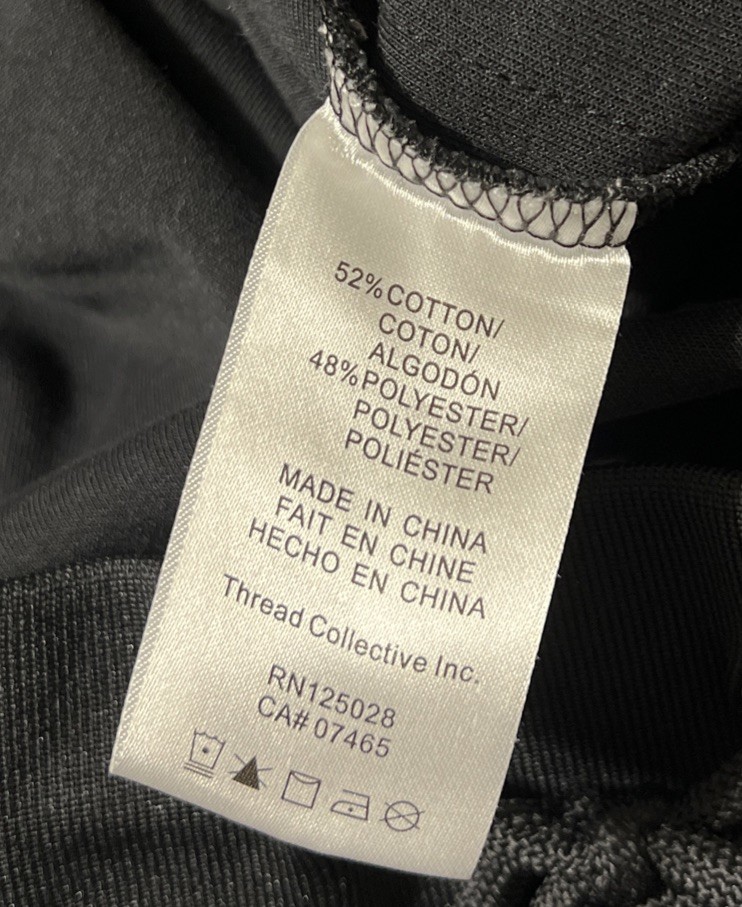 52% COTTON/
COTON/
ALGODÓN
48% POLYESTER/
POLYESTER/
POLIÉSTER
MADE IN CHINA
FAIT EN CHINE
HECHO EN CHINA
Thread Collective Inc.
RN125028
CA# 07465